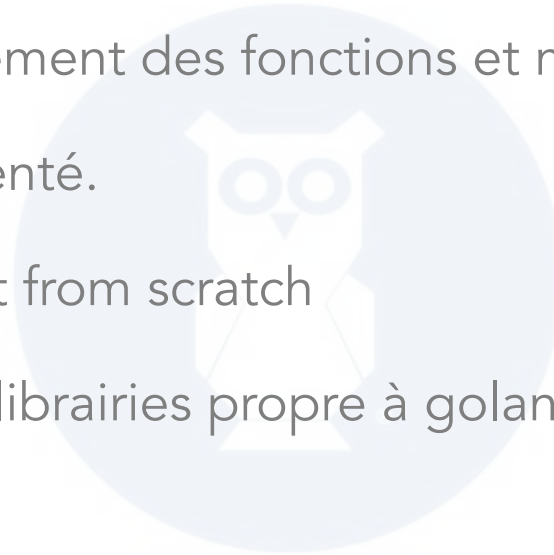 ement des fonctions et
enté.
t from scratch
librairies propre à golan